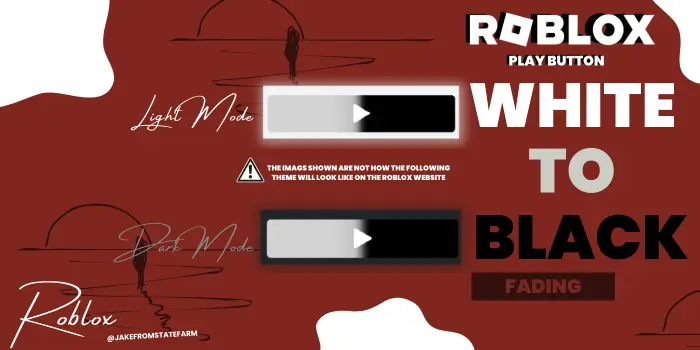 ROBLOX
PLAY BUTTON
WHITE
TO
BLACK
FADING
Light Mode
THE IMAGS SHOWN ARE NOT HOW THE FOLLOWING
THEME WILL LOOK LIKE ON THE ROBLOX WEBSITE
Dark Mode
Roblox
@JAKEFROMSTATEFARM